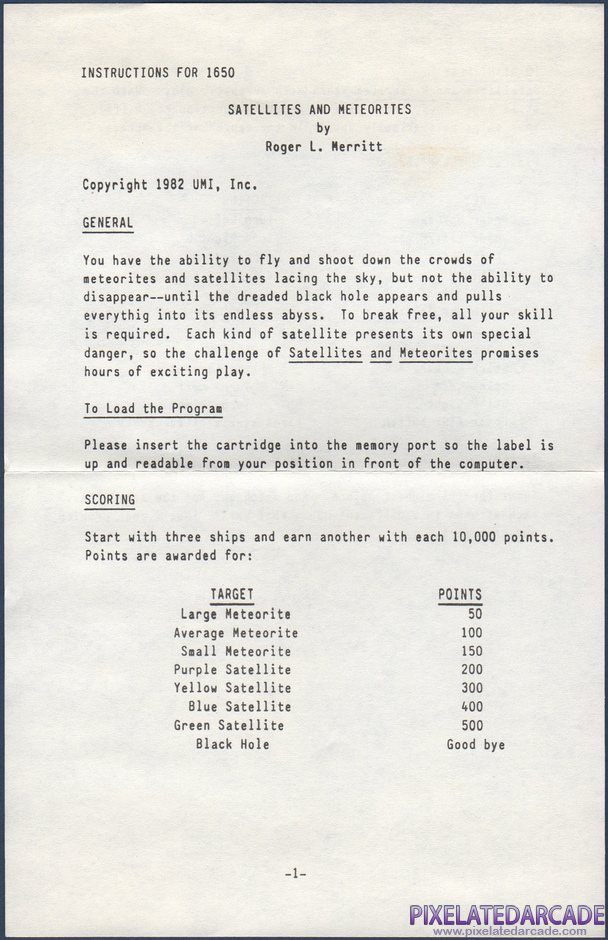 INSTRUCTIONS FOR 1650
SATELLITES AND METEORITES
by
Roger L. Merritt
Copyright 1982 UMI, Inc.
GENERAL
You have the ability to fly and shoot down the crowds of
meteorites and satellites lacing the sky, but not the ability to
disappear--until the dreaded black hole appears and pulls
everythig into its endless abyss. To break free, all your skill
is required. Each kind of satellite presents its own special
danger, so the challenge of Satellites and Meteorites promises
hours of exciting play.
To Load the Program
Please insert the cartridge into the memory port so the label is
up and readable from your position in front of the computer.
SCORING
Start with three ships and earn another with each 10,000 points.
Points are awarded for:
TARGET POINTS
Large Meteorite 50
Average Meteorite 100
Small Meteorite 150
Purple Satellite 200
Yellow Satellite 300
Blue Satellite 400
Green Satellite 500
Black Hole Good bye
-1-
PIXELATEDARCADE
www.pixelatedarcade.com